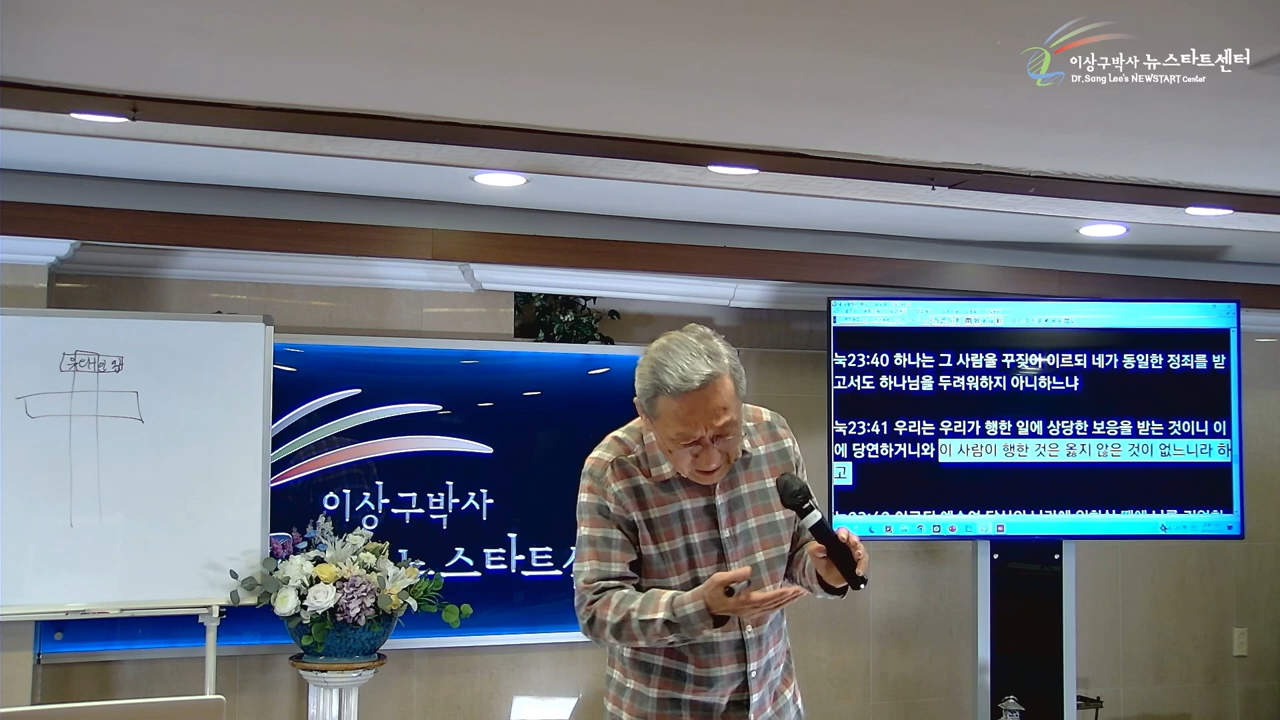 이상구박사 뉴스타트센터
Dr. Sang Lee's NEWSTART Center
눅23:40 하나는 그 사람을 꾸짖어 이르되 네가 동일한 정죄를 받
고서도 하나님을 두려워하지 아니하느냐
눅23:41 우리는 우리가 행한 일에 상당한 보응을 받는 것이니 이
에 당연하거니와 이 사람이 행한 것은 옳지 않은 것이 없느니라 하
고
이상구박사
뉴스타트